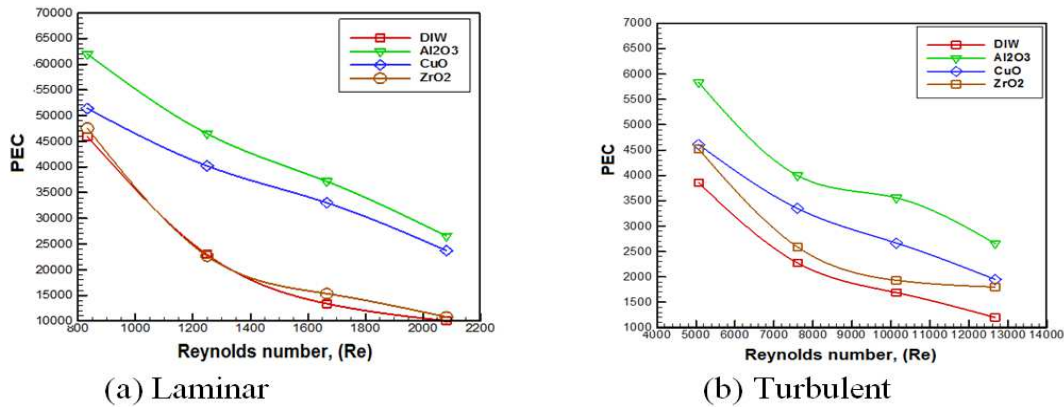 70000
65000
60000
55000
50000
45000
40000
35000
30000
25000
20000
15000
10000
PEC
DIW
Al2O3
CuO
ZrO2
800 1000 1200 1400 1600 1800 2000 2200
Reynolds number, (Re)
(a) Laminar
7000
6500
6000
5500
5000
4500
4000
3500
3000
2500
2000
1500
1000
PEC
DIW
Al2O3
CuO
ZrO2
4000 5000 6000 7000 8000 9000 10000 11000 12000 13000 14000
Reynolds number, (Re)
(b) Turbulent